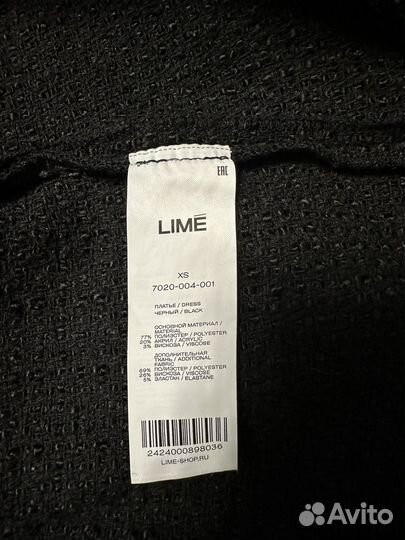 EAC
LIMÉ
XS
7020-004-001
ПЛАТЬЕ / DRESS
ЧЕРНЫЙ / BLACK
ОСНОВНОЙ МАТЕРИАЛ /
MATERIAL
77% ПОЛИЭСТЕР / POLYESTER
20% АКРИЛ / ACRYLIC
3% ВИСКОЗА / VISCOSE
ДОПОЛНИТЕЛЬНАЯ
ТКАНЬ / ADDITIONAL
FABRIC
69% ПОЛИЭСТЕР / POLYESTER
26% ВИСКОЗА / VISCOSE
5% ЭЛАСТАН / ELASTANE
2424000898036
LIME-SHOP.RU
Avito